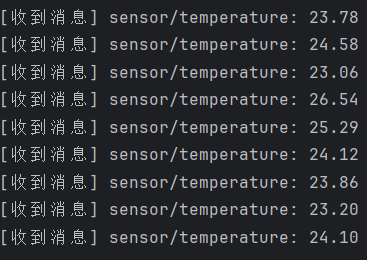 [收到消息] sensor/temperature: 23.78
[收到消息] sensor/temperature: 24.58
[收到消息] sensor/temperature: 23.06
[收到消息] sensor/temperature: 26.54
[收到消息] sensor/temperature: 25.29
[收到消息] sensor/temperature: 24.12
[收到消息] sensor/temperature: 23.86
[收到消息] sensor/temperature: 23.20
[收到消息] sensor/temperature: 24.10